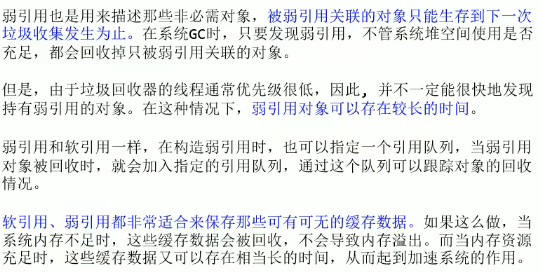 弱引用也是用来描述那些非必需对象，被弱引用关联的对象只能生存到下一次
垃圾收集发生为止。在系统GC时，只要发现弱引用，不管系统堆空间使用是否
充足，都会回收掉只被弱引用关联的对象。
但是，由于垃圾回收器的线程通常优先级很低，因此，并不一定能很快地发现
持有弱引用的对象。在这种情况下，弱引用对象可以存在较长的时间。
弱引用和软引用一样，在构造弱引用时，也可以指定一个引用队列，当弱引用
对象被回收时，就会加入指定的引用队列，通过这个队列可以跟踪对象的回收
情况。
软引用、弱引用都非常适合来保存那些可有可无的缓存数据。如果这么做，当
系统内存不足时，这些缓存数据会被回收，不会导致内存溢出。而当内存资源
充足时，这些缓存数据又可以存在相当长的时间，从而起到加速系统的作用。